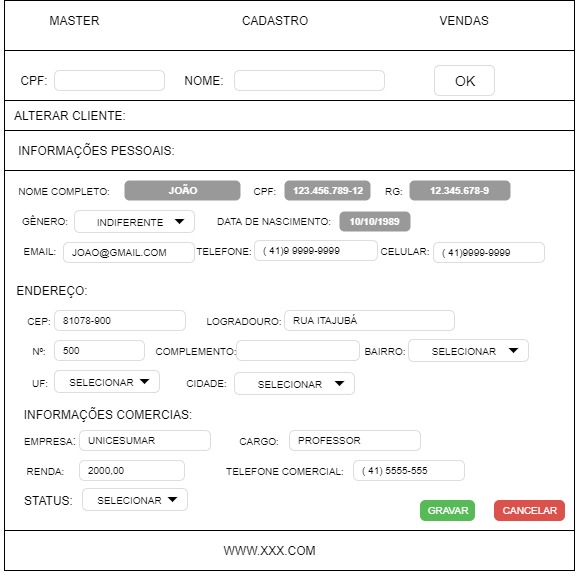 MASTER CADASTRO VENDAS
CPF: NOME: OK
ALTERAR CLIENTE:
INFORMAÇÕES PESSOAIS:
NOME COMPLETO: JOÃO CPF: 123.456.789-12 RG: 12.345.678-9
GÊNERO: INDIFERENTE DATA DE NASCIMENTO: 10/10/1989
EMAIL: JOAO@GMAIL.COM TELEFONE: ( 41)9 9999-9999 CELULAR: ( 41)9999-9999
ENDEREÇO:
CEP: 81078-900 LOGRADOURO: RUA ITAJUBÁ
Nº: 500 COMPLEMENTO: BAIRRO: SELECIONAR
UF: SELECIONAR CIDADE: SELECIONAR
INFORMAÇÕES COMERCIAS:
EMPRESA: UNICESUMAR CARGO: PROFESSOR
RENDA: 2000,00 TELEFONE COMERCIAL: ( 41) 5555-555
STATUS: SELECIONAR GRAVAR CANCELAR
WWW.XXX.COM